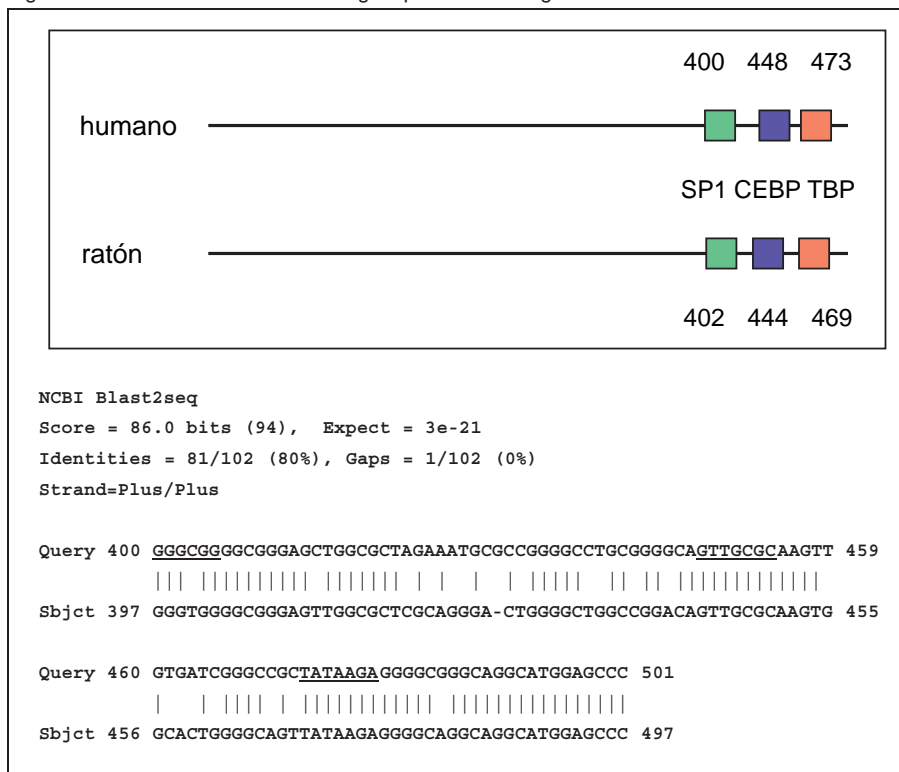 400 448 473
humano
SP1 CEBP TBP
ratón
402 444 469
NCBI Blast2seq
Score = 86.0 bits (94), Expect = 3e-21
Identities = 81/102 (80%), Gaps = 1/102 (0%)
Strand=Plus/Plus
Query 400 GGGCGGGGCGGGAGCTGGCGCTAGAAATGCGCCGGGGCCTGCGGGGCAGTTGCGCAAGTT 459
||| |||||||||| ||||||| | | | | ||||| || || |||||||||||||
Sbjct 397 GGGTGGGGCGGGAGTTGGCGCTCGCAGGGA-CTGGGGCTGGCCGGACAGTTGCGCAAGTG 455
Query 460 GTGATCGGGCCGCTATAAGAGGGGCGGGCAGGCATGGAGCCC 501
| | |||| | |||||||||||| ||||||||||||||||
Sbjct 456 GCACTGGGGCAGTTATAAGAGGGGCAGGCAGGCATGGAGCCC 497